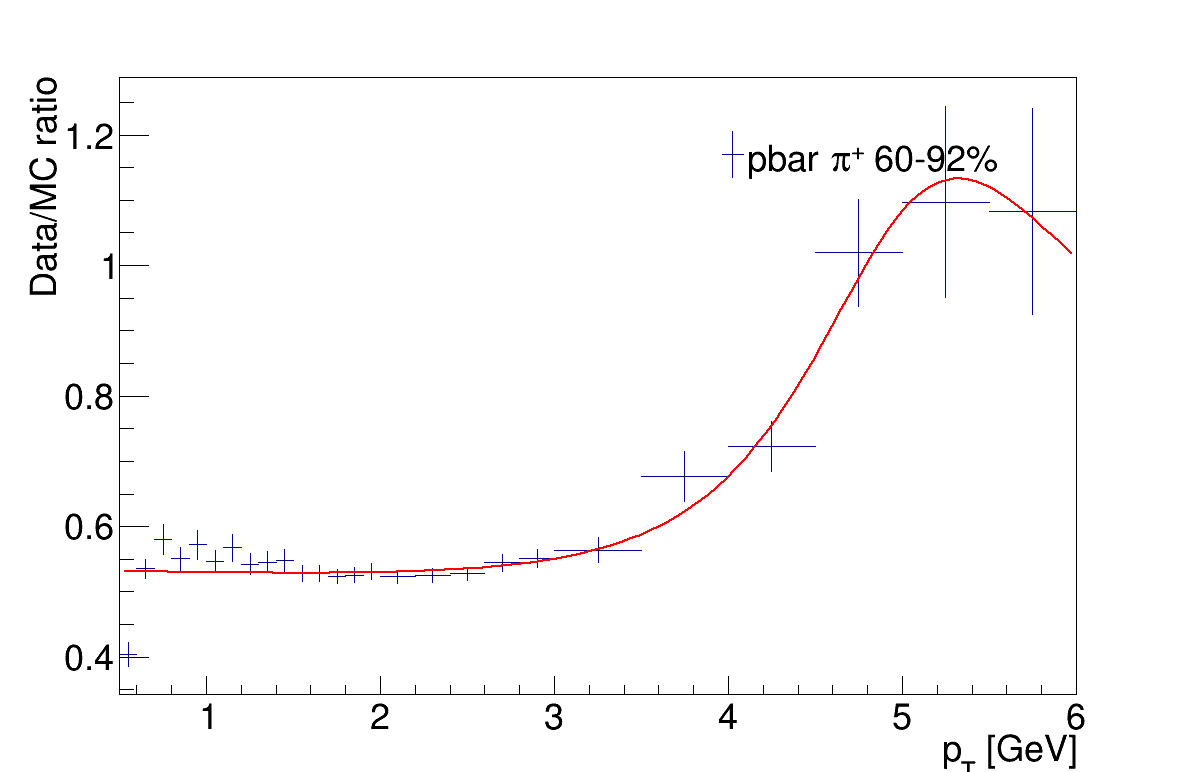 Data/MC ratio
1.2
1
0.8
0.6
0.4
pbar π⁺ 60-92%
1 2 3 4 5 6
p_T [GeV]